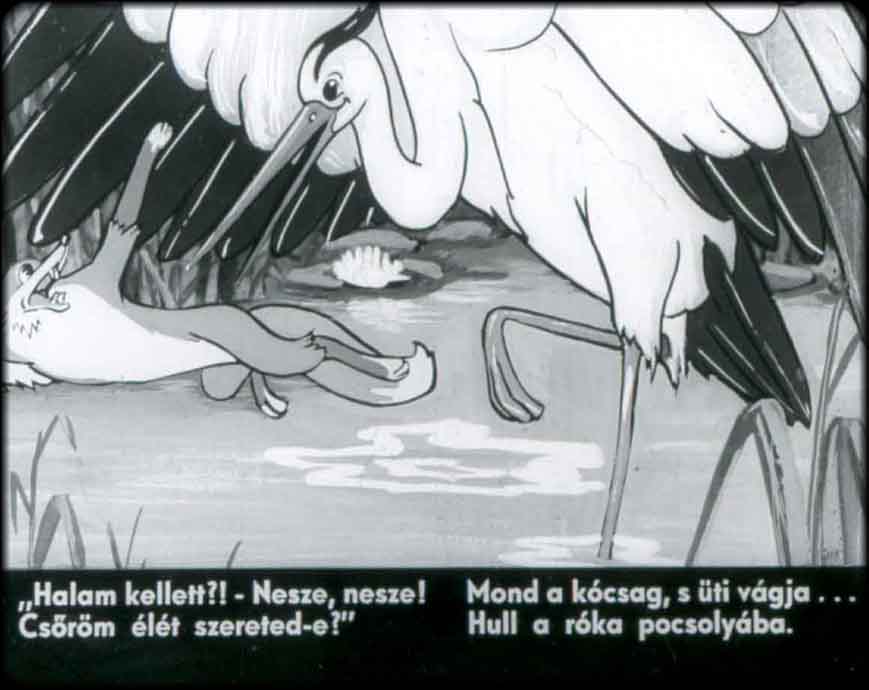 „Halam kellett?! - Nesze, nesze!
Csőröm élét szereted-e?"
Mond a kócsag, s üti vágja . . .
Hull a róka pocsolyába.